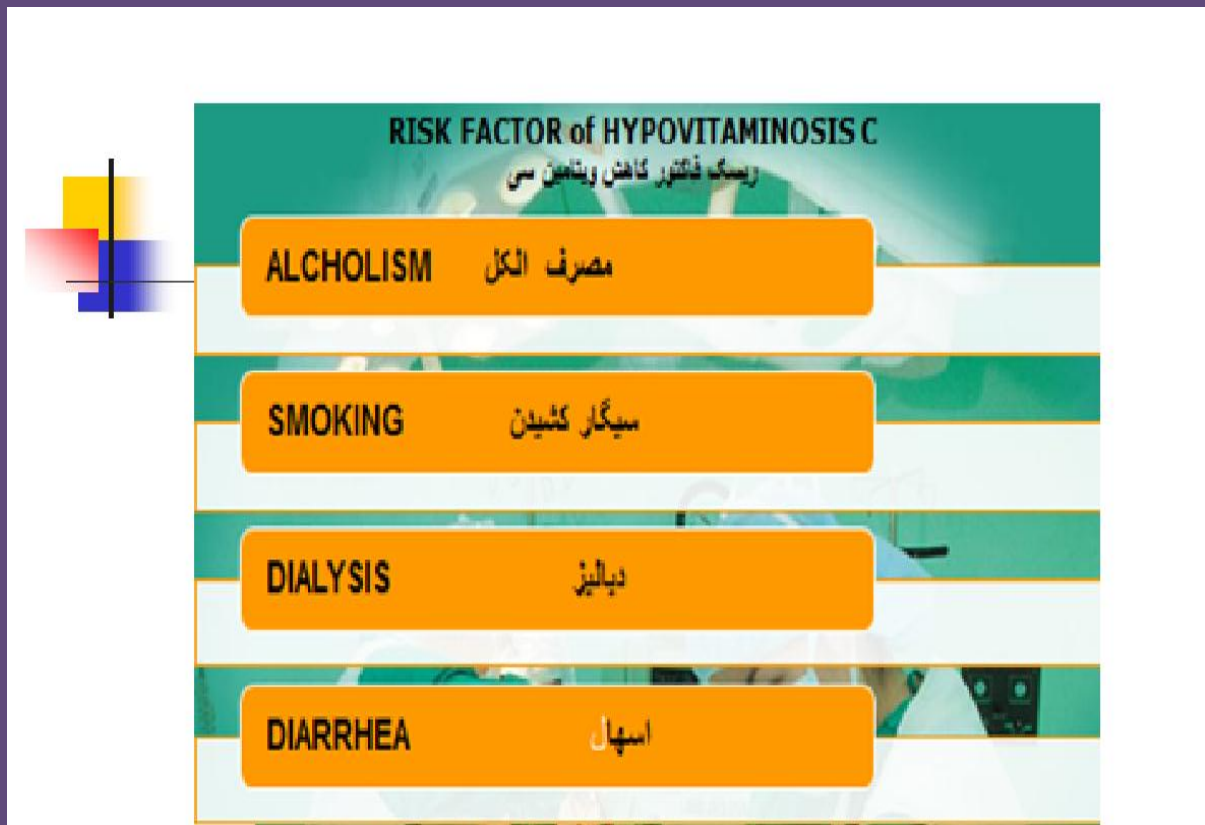 RISK FACTOR of HYPOVITAMINOSIS C
ریسک فاکتور کاهش ویتامین سی
ALCHOLISM مصرف الکل
SMOKING سیگار کشیدن
DIALYSIS دیالیز
DIARRHEA اسهال